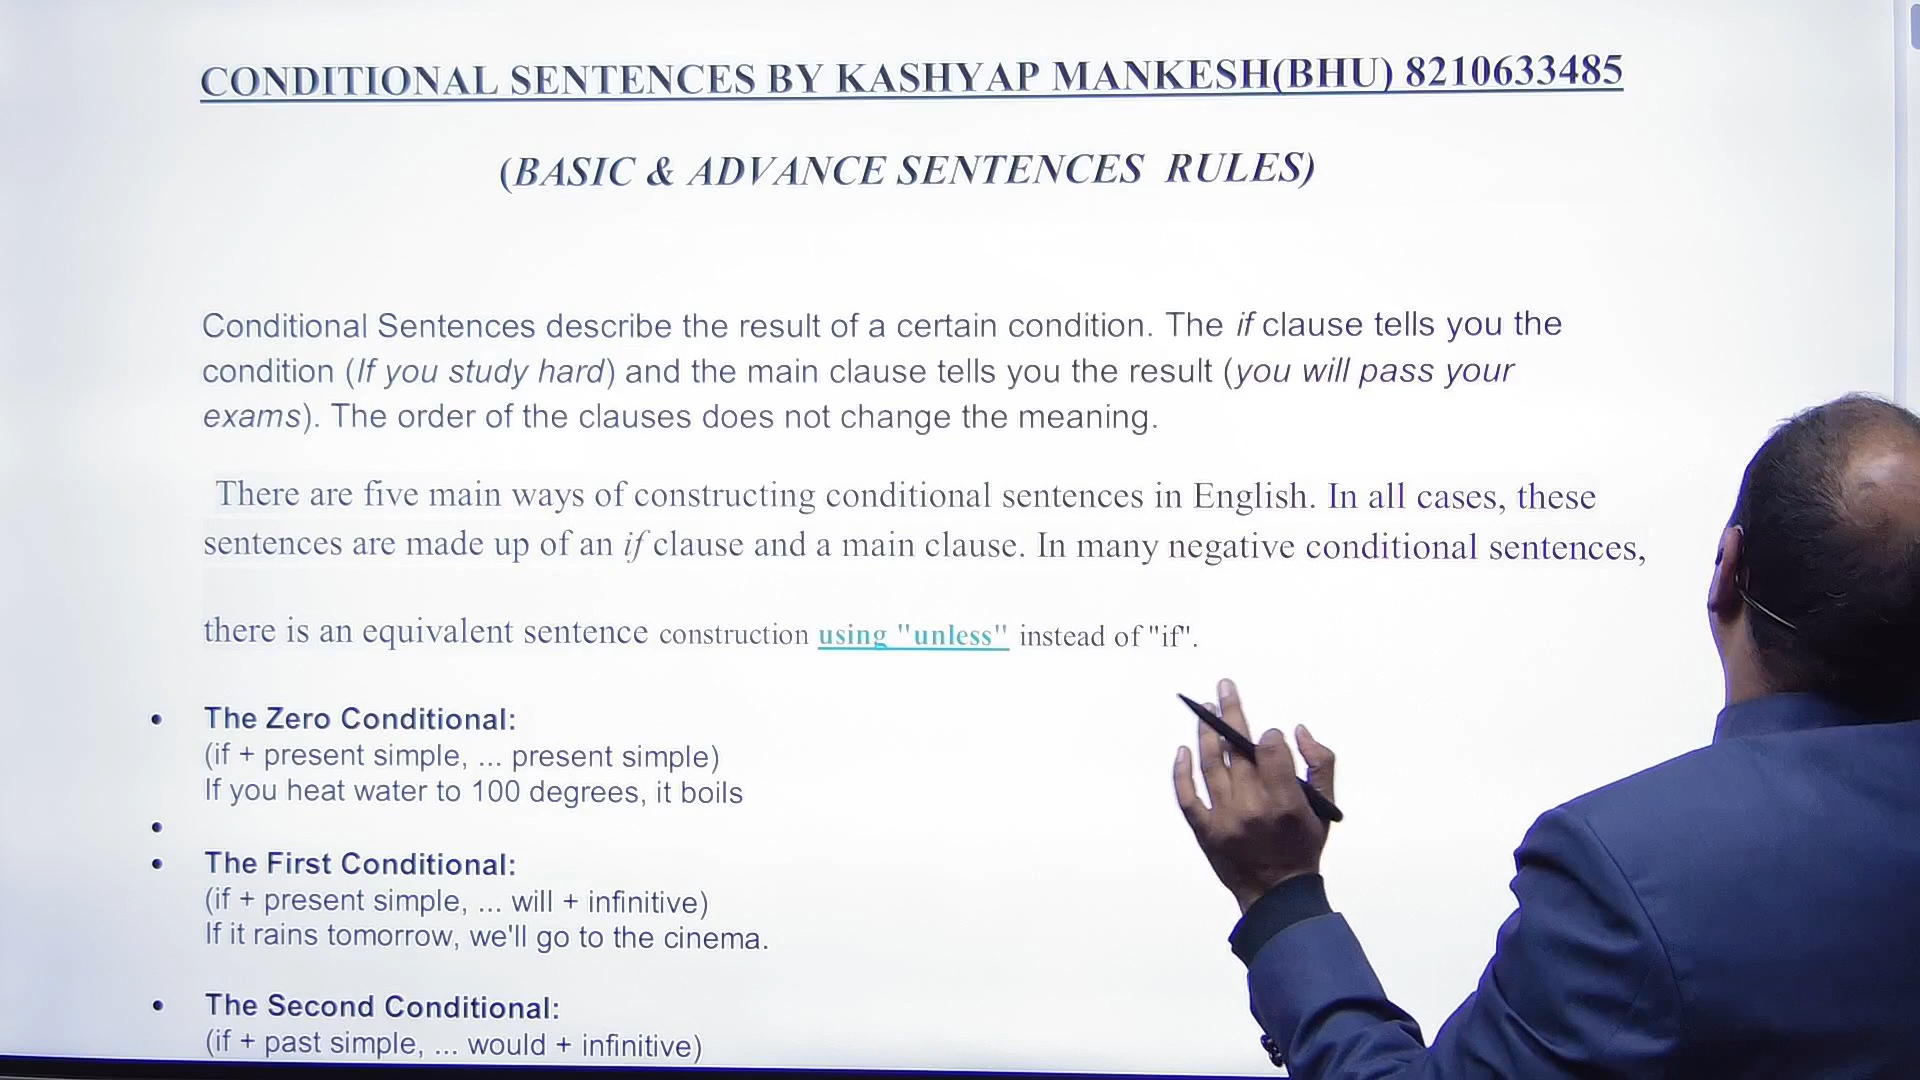 CONDITIONAL SENTENCES BY KASHYAP MANKESH(BHU) 8210633485
(BASIC & ADVANCE SENTENCES RULES)
Conditional Sentences describe the result of a certain condition. The if clause tells you the
condition (If you study hard) and the main clause tells you the result (you will pass your
exams). The order of the clauses does not change the meaning.
There are five main ways of constructing conditional sentences in English. In all cases, these
sentences are made up of an if clause and a main clause. In many negative conditional sentences,
there is an equivalent sentence construction using "unless" instead of "if".
• The Zero Conditional:
(if + present simple, ... present simple)
If you heat water to 100 degrees, it boils
•
• The First Conditional:
(if + present simple, ... will + infinitive)
If it rains tomorrow, we'll go to the cinema.
• The Second Conditional:
(if + past simple, ... would + infinitive)